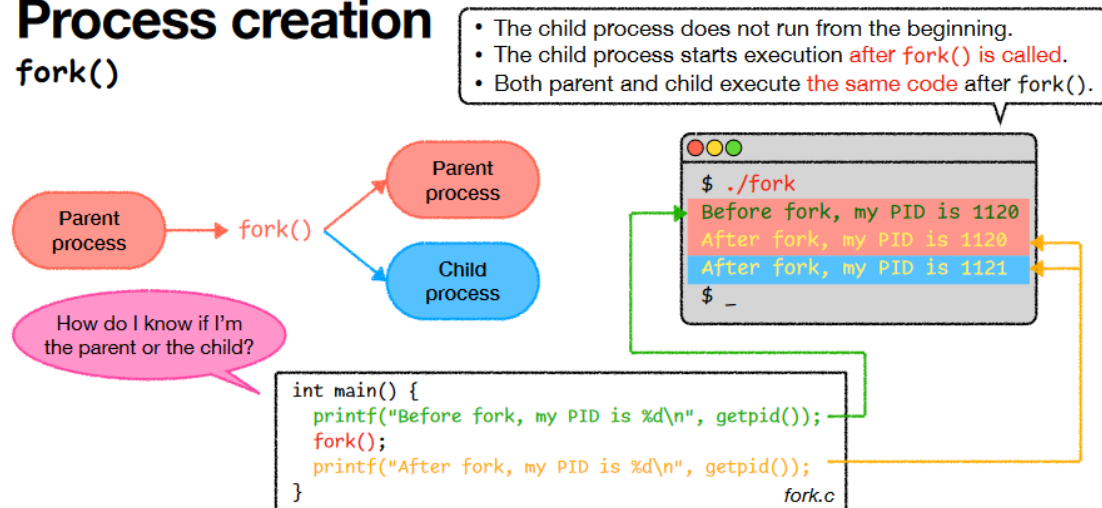 Process creation
fork()
• The child process does not run from the beginning.
• The child process starts execution after fork() is called.
• Both parent and child execute the same code after fork().
Parent
process
fork()
Parent
process
Child
process
$ ./fork
Before fork, my PID is 1120
After fork, my PID is 1120
After fork, my PID is 1121
$ _
How do I know if I'm
the parent or the child?
int main() {
printf("Before fork, my PID is %d\n", getpid());
fork();
printf("After fork, my PID is %d\n", getpid());
}
fork.c